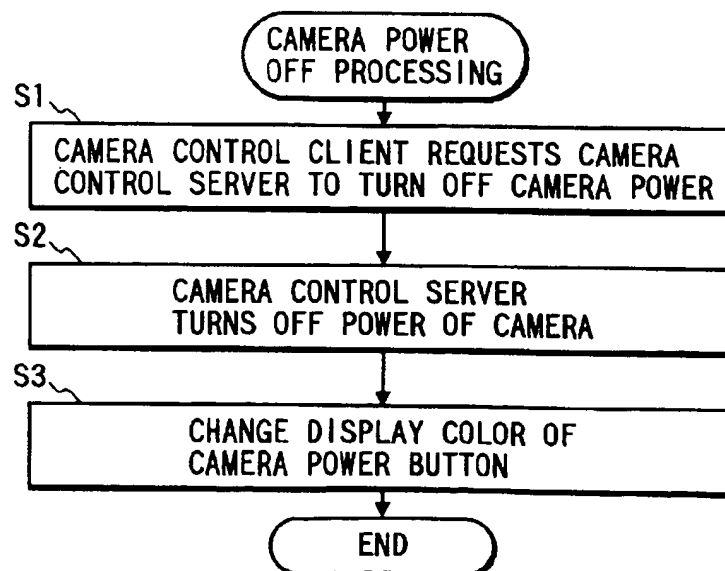 CAMERA POWER
OFF PROCESSING
S1
CAMERA CONTROL CLIENT REQUESTS CAMERA
CONTROL SERVER TO TURN OFF CAMERA POWER
S2
CAMERA CONTROL SERVER
TURNS OFF POWER OF CAMERA
S3
CHANGE DISPLAY COLOR OF
CAMERA POWER BUTTON
END